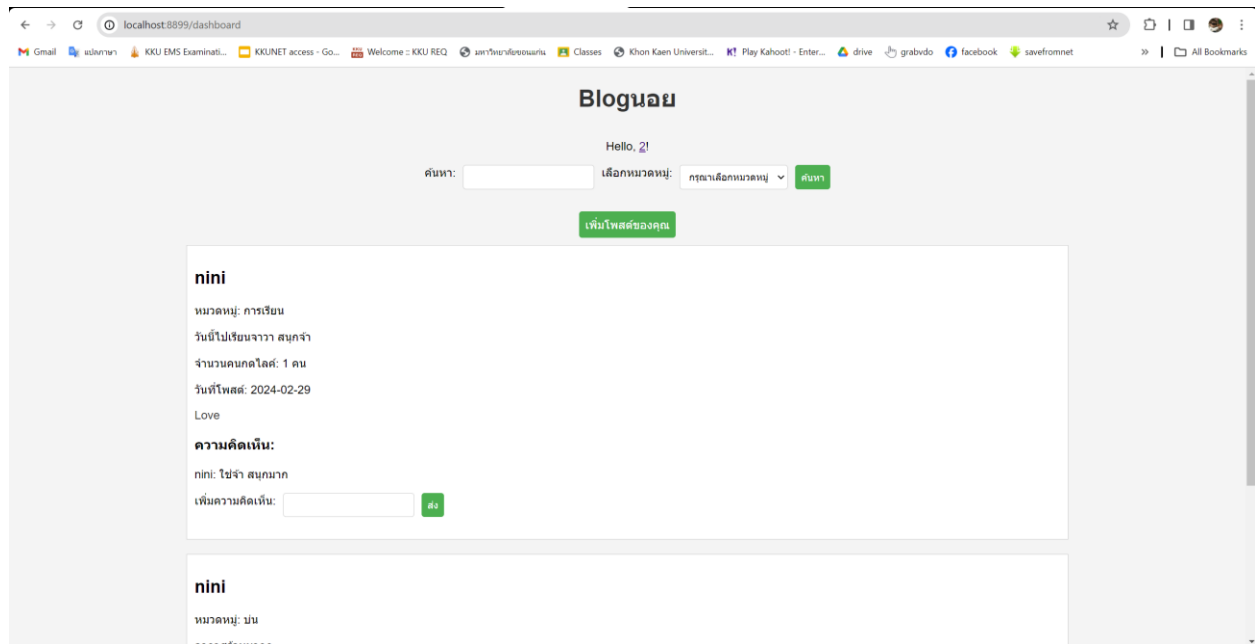 localhost:8899/dashboard
Gmail แปลภาษา KKU EMS Examinati... KKUNET access - Go... Welcome :: KKU REQ มหาวิทยาลัยขอนแก่น Classes Khon Kaen Universit... Play Kahoot! - Enter... drive grabvdo facebook savefromnet » All Bookmarks
Blogนอย
Hello, 2!
ค้นหา: เลือกหมวดหมู่: กรุณาเลือกหมวดหมู่ ค้นหา
เพิ่มโพสต์ของคุณ
nini
หมวดหมู่: การเรียน
วันนี้ไปเรียนจาวา สนุกจ้า
จำนวนคนกดไลค์: 1 คน
วันที่โพสต์: 2024-02-29
Love
ความคิดเห็น:
nini: ใช่จ้า สนุกมาก
เพิ่มความคิดเห็น: ส่ง
nini
หมวดหมู่: บ่น